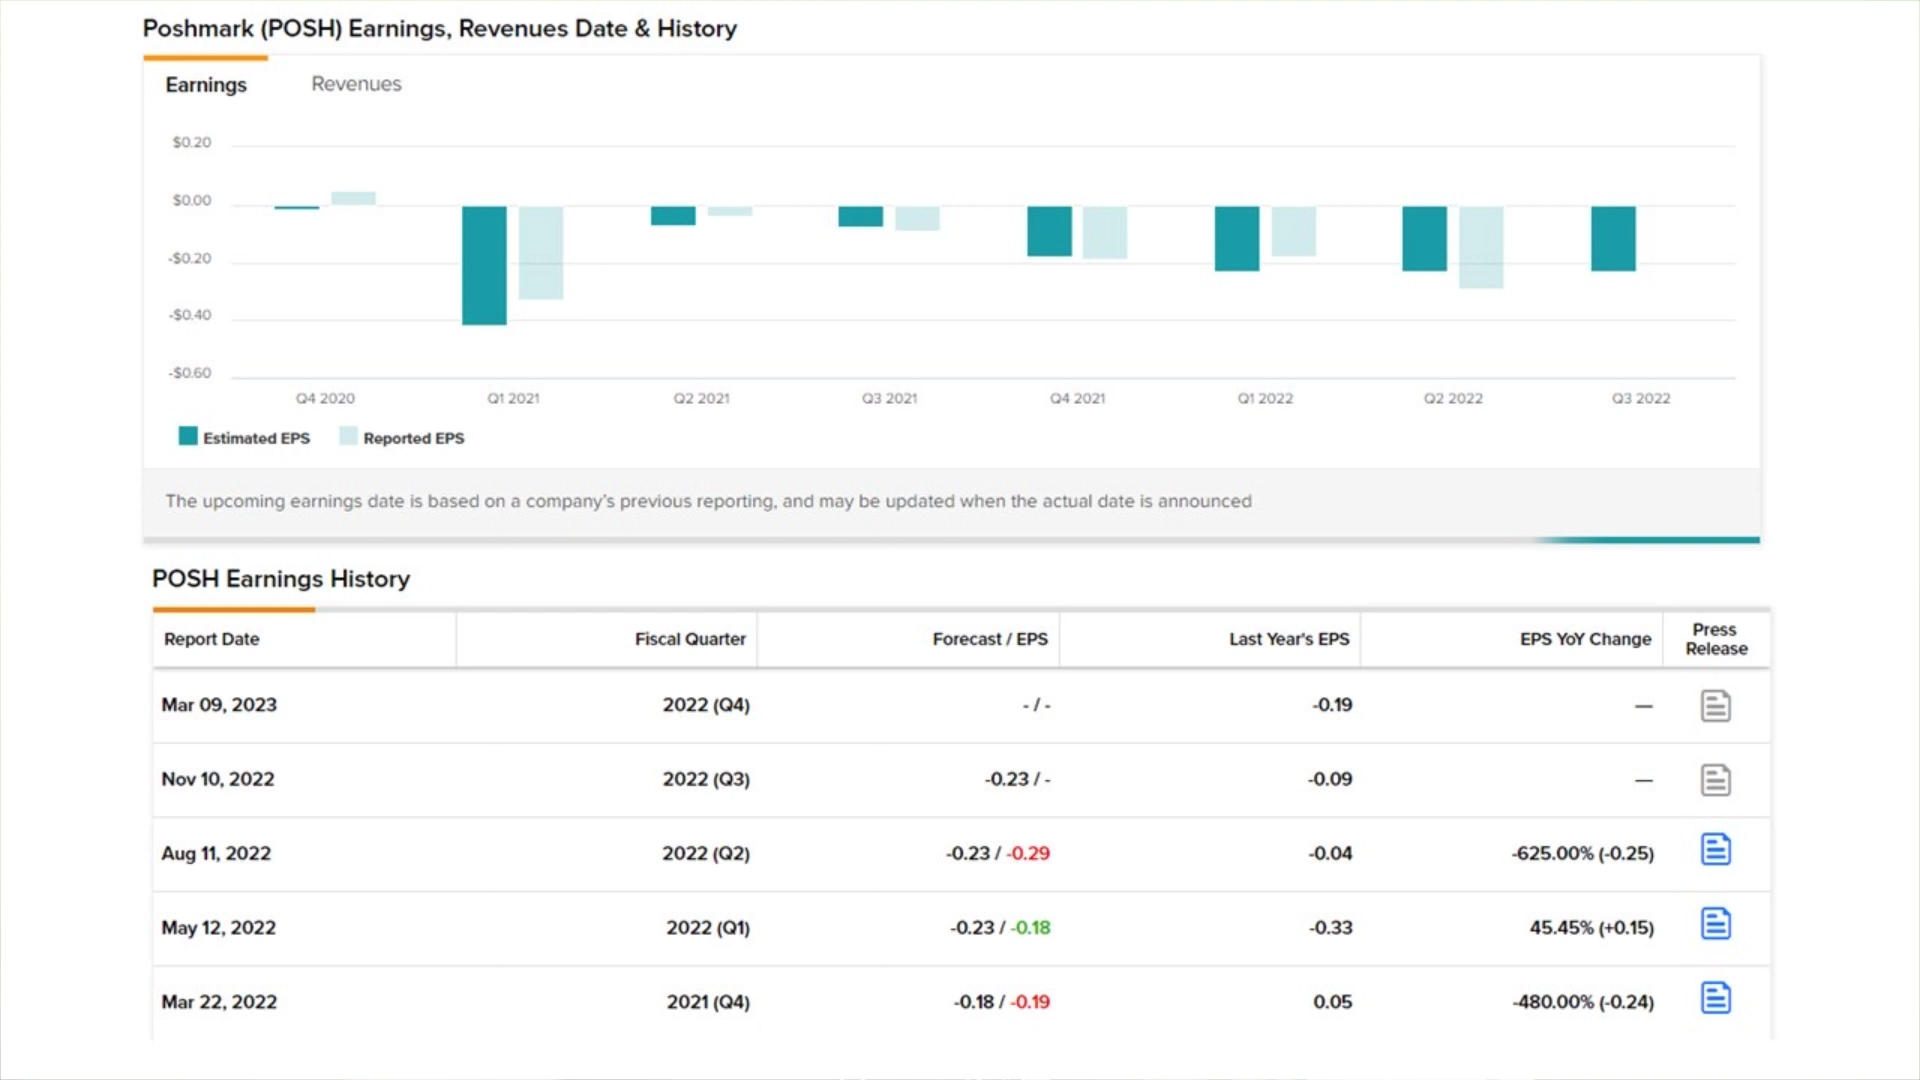 Poshmark (POSH) Earnings, Revenues Date & History
Earnings Revenues
$0.20
$0.00
-$0.20
-$0.40
-$0.60
Q4 2020 Q1 2021 Q2 2021 Q3 2021 Q4 2021 Q1 2022 Q2 2022 Q3 2022
Estimated EPS Reported EPS
The upcoming earnings date is based on a company's previous reporting, and may be updated when the actual date is announced
POSH Earnings History
Report Date Fiscal Quarter Forecast / EPS Last Year's EPS EPS YoY Change Press Release
Mar 09, 2023 2022 (Q4) - / - -0.19 —
Nov 10, 2022 2022 (Q3) -0.23 / - -0.09 —
Aug 11, 2022 2022 (Q2) -0.23 / -0.29 -0.04 -625.00% (-0.25)
May 12, 2022 2022 (Q1) -0.23 / -0.18 -0.33 45.45% (+0.15)
Mar 22, 2022 2021 (Q4) -0.18 / -0.19 0.05 -480.00% (-0.24)